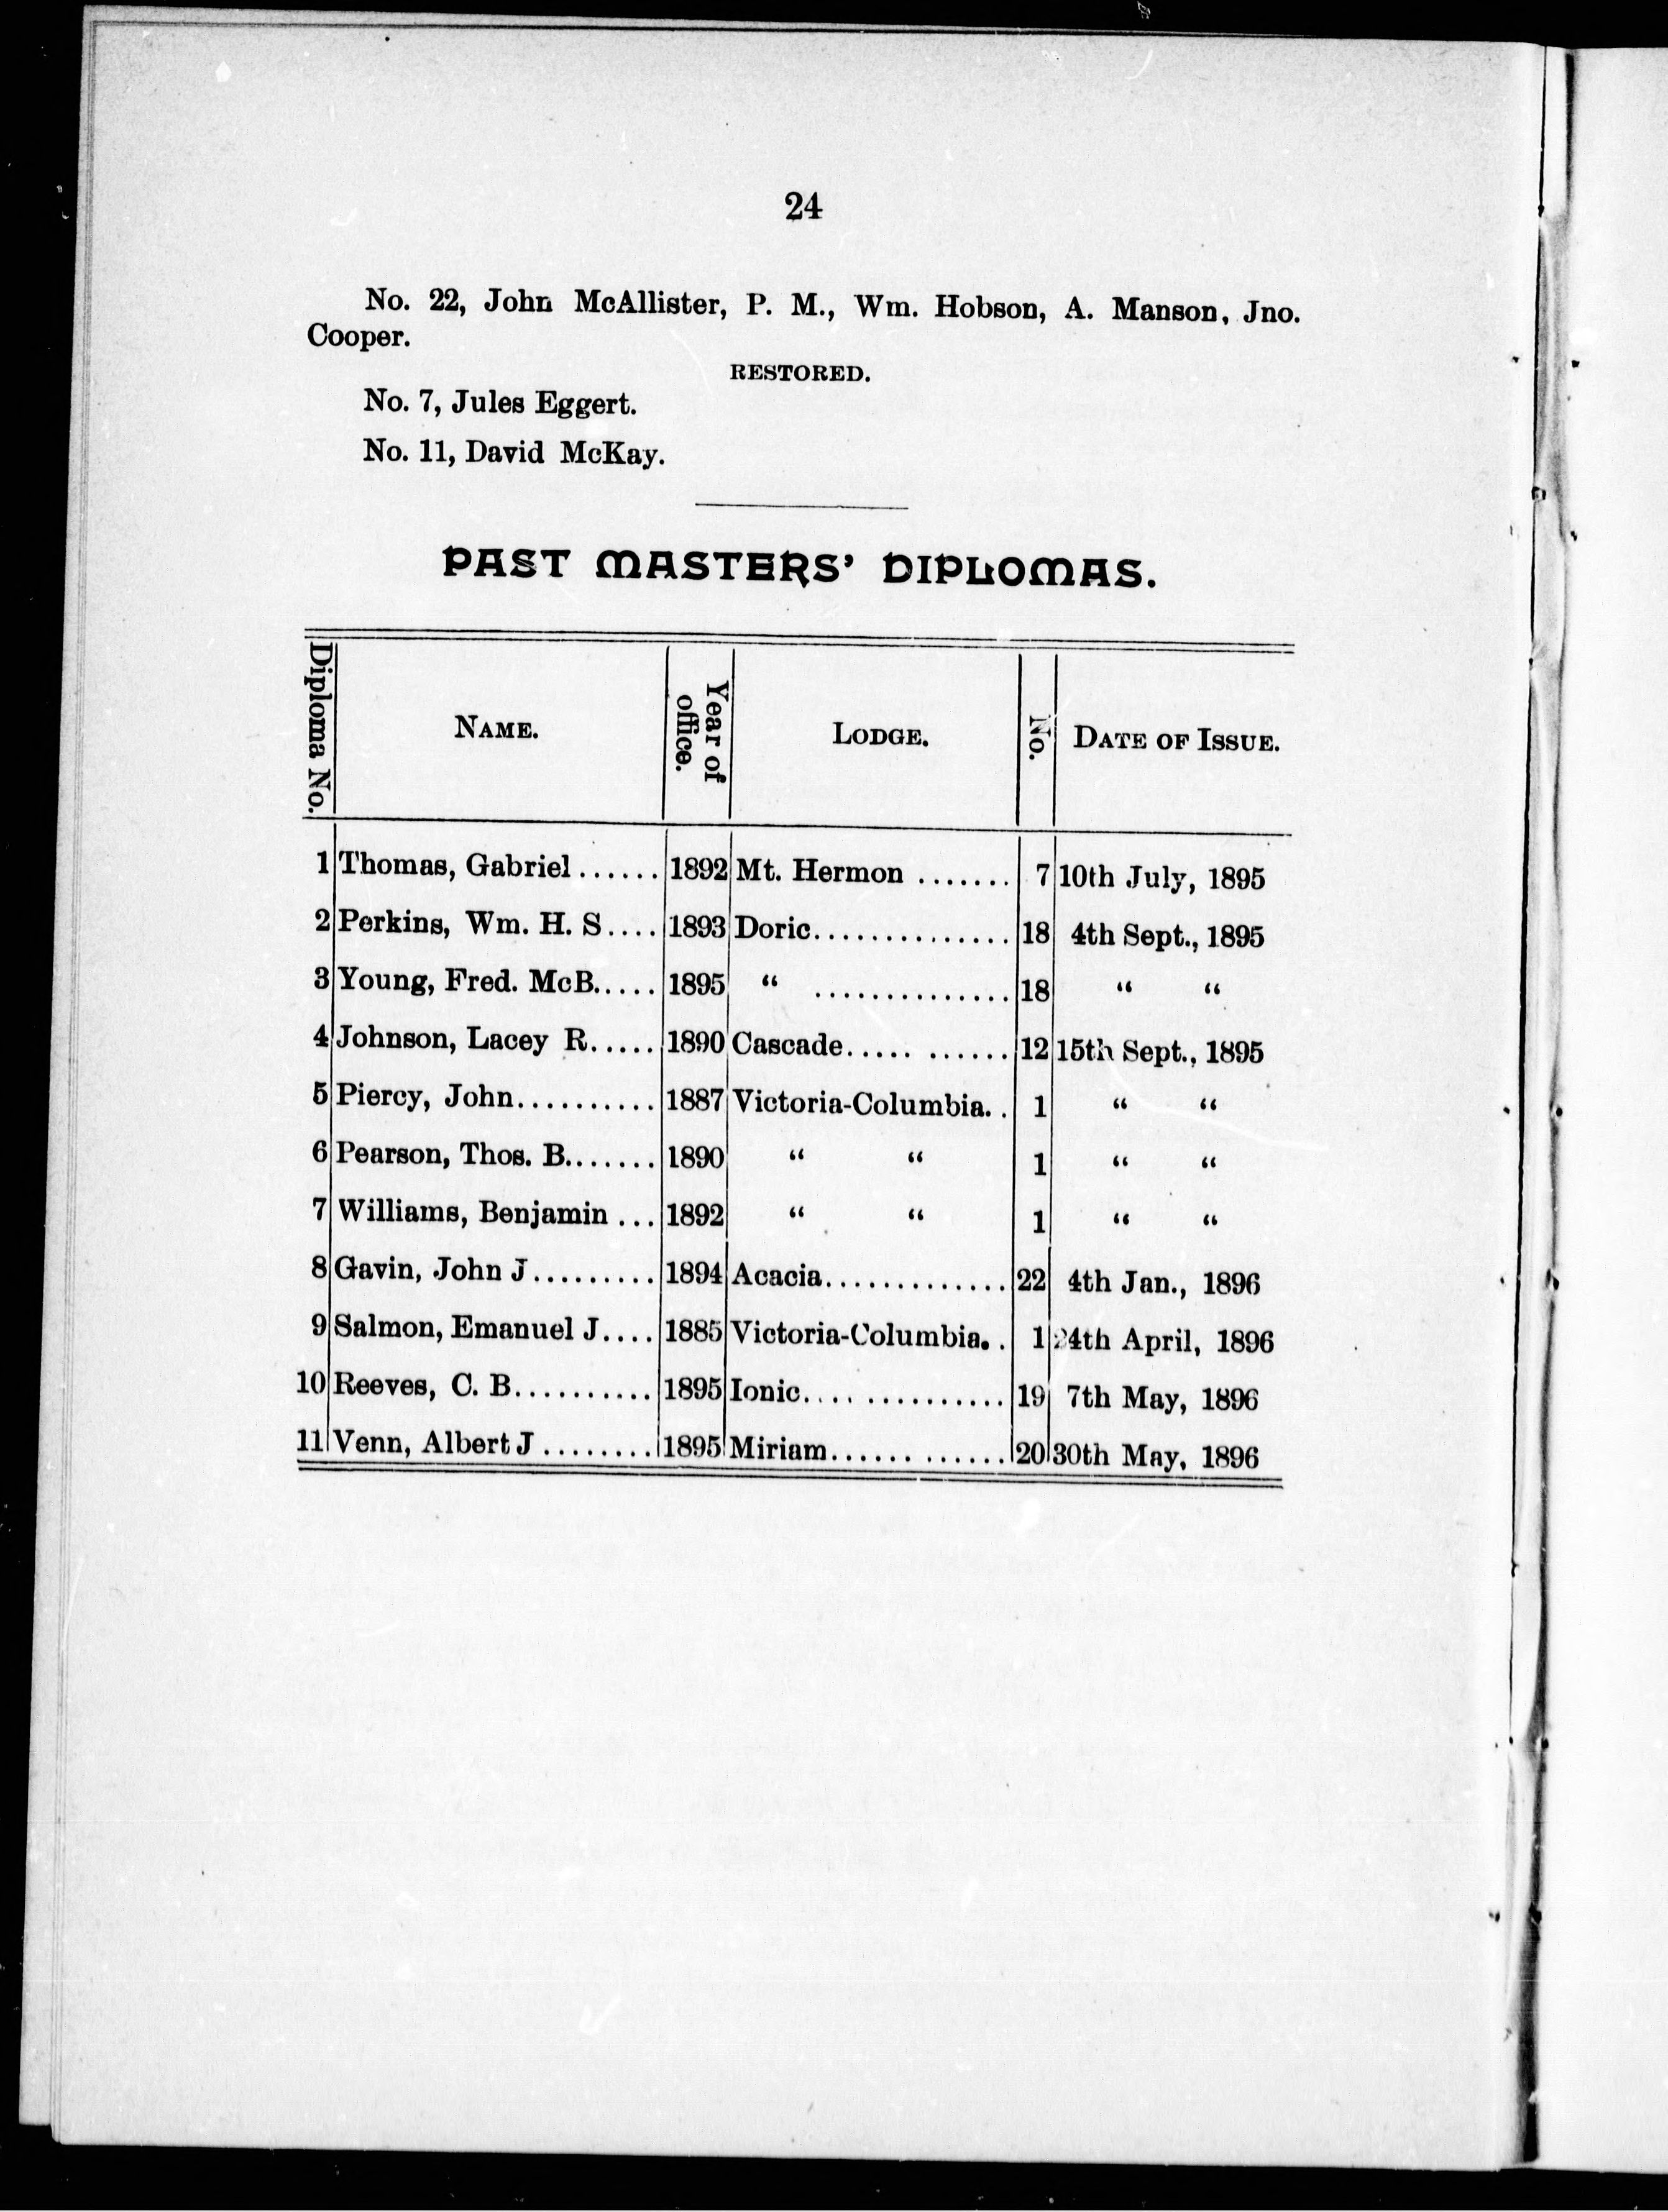 24
No. 22, John McAllister, P. M., Wm. Hobson, A. Manson, Jno.
Cooper.
RESTORED.
No. 7, Jules Eggert.
No. 11, David McKay.
PAST MASTERS' DIPLOMAS.
Diploma No. NAME. Year of office. LODGE. No. DATE OF ISSUE.
1 Thomas, Gabriel...... 1892 Mt. Hermon ....... 7 10th July, 1895
2 Perkins, Wm. H. S.... 1893 Doric.............. 18 4th Sept., 1895
3 Young, Fred. McB..... 1895 “ .............. 18 “ “
4 Johnson, Lacey R..... 1890 Cascade..... ...... 12 15th Sept., 1895
5 Piercy, John.......... 1887 Victoria-Columbia. . 1 “ “
6 Pearson, Thos. B....... 1890 “ “ 1 “ “
7 Williams, Benjamin ... 1892 “ “ 1 “ “
8 Gavin, John J......... 1894 Acacia............. 22 4th Jan., 1896
9 Salmon, Emanuel J.... 1885 Victoria-Columbia. . 1 24th April, 1896
10 Reeves, C. B.......... 1895 Ionic.... .......... 19 7th May, 1896
11 Venn, Albert J ........ 1895 Miriam...... ...... 20 30th May, 1896